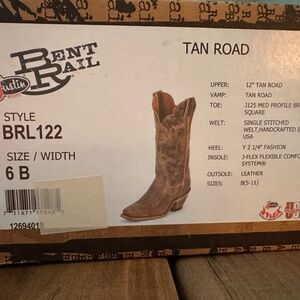 BENT
RAIL
Justin
TAN ROAD
STYLE
BRL122
SIZE / WIDTH
6 B
1269401
UPPER: 12" TAN ROAD
VAMP: TAN ROAD
TOE: J125 MED PROFILE
SQUARE
WELT: SINGLE STITCHED
WELT,HANDCRAFTED
USA
HEEL: Y 2 1/4" FASHION
INSOLE: J-FLEX FLEXIBLE
SYSTEM®
OUTSOLE: LEATHER
SIZES: B(5-11)